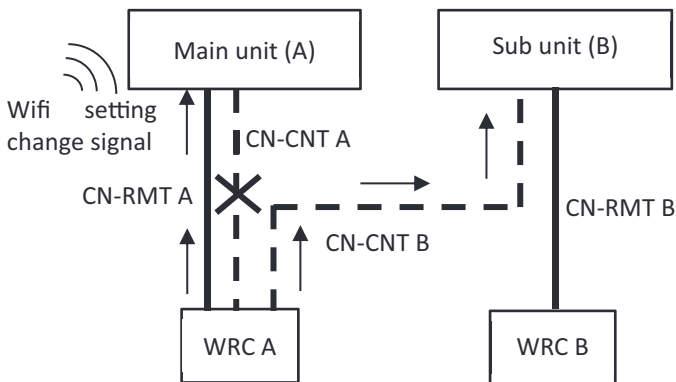 Main unit (A)
Sub unit (B)
Wifi setting
change signal
CN-CNT A
CN-RMT A
CN-CNT B
CN-RMT B
WRC A
WRC B